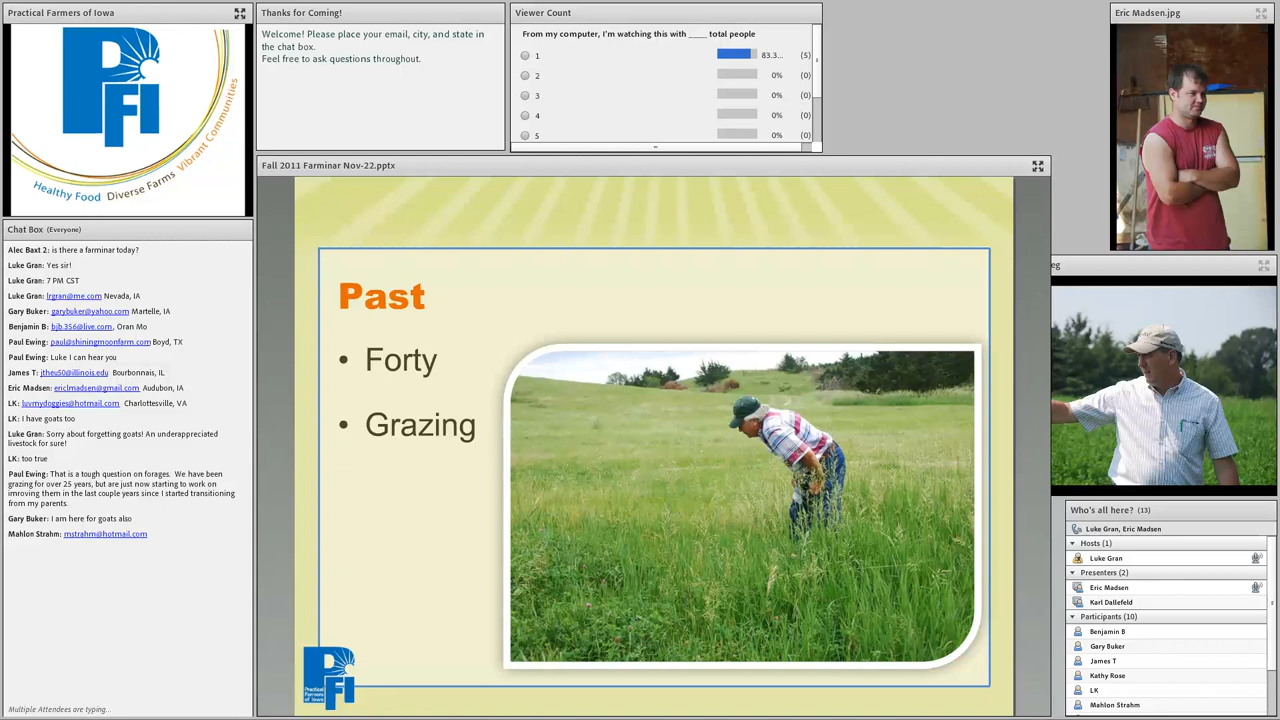 Practical Farmers of Iowa
PFI
Healthy Food Diverse Farms Vibrant Communities
Thanks for Coming!
Welcome! Please place your email, city, and state in
the chat box.
Feel free to ask questions throughout.
Viewer Count
From my computer, I'm watching this with ____ total people
1 83.3... (5)
2 0% (0)
3 0% (0)
4 0% (0)
5 0% (0)
Eric Madsen.jpg
Chat Box (Everyone)
Alec Baxt 2: is there a farminar today?
Luke Gran: Yes sir!
Luke Gran: 7 PM CST
Luke Gran: lrgran@me.com Nevada, IA
Gary Buker: garybuker@yahoo.com Martelle, IA
Benjamin B: bjb.356@live.com, Oran Mo
Paul Ewing: paul@shiningmoonfarm.com Boyd, TX
Paul Ewing: Luke I can hear you
James T: jtheu50@illinois.edu Bourbonnais, IL
Eric Madsen: ericlmadsen@gmail.com Audubon, IA
LK: luvmydoggies@hotmail.com Charlottesville, VA
LK: I have goats too
Luke Gran: Sorry about forgetting goats! An underappreciated
livestock for sure!
LK: too true
Paul Ewing: That is a tough question on forages. We have been
grazing for over 25 years, but are just now starting to work on
imroving them in the last couple years since I started transitioning
from my parents.
Gary Buker: I am here for goats also
Mahlon Strahm: mstrahm@hotmail.com
Multiple Attendees are typing...
Fall 2011 Farminar Nov-22.pptx
Past
• Forty
• Grazing
PFI
Practical
Farmers
of Iowa
eg
Who's all here? (13)
Luke Gran, Eric Madsen
Hosts (1)
Luke Gran
Presenters (2)
Eric Madsen
Karl Dallefeld
Participants (10)
Benjamin B
Gary Buker
James T
Kathy Rose
LK
Mahlon Strahm